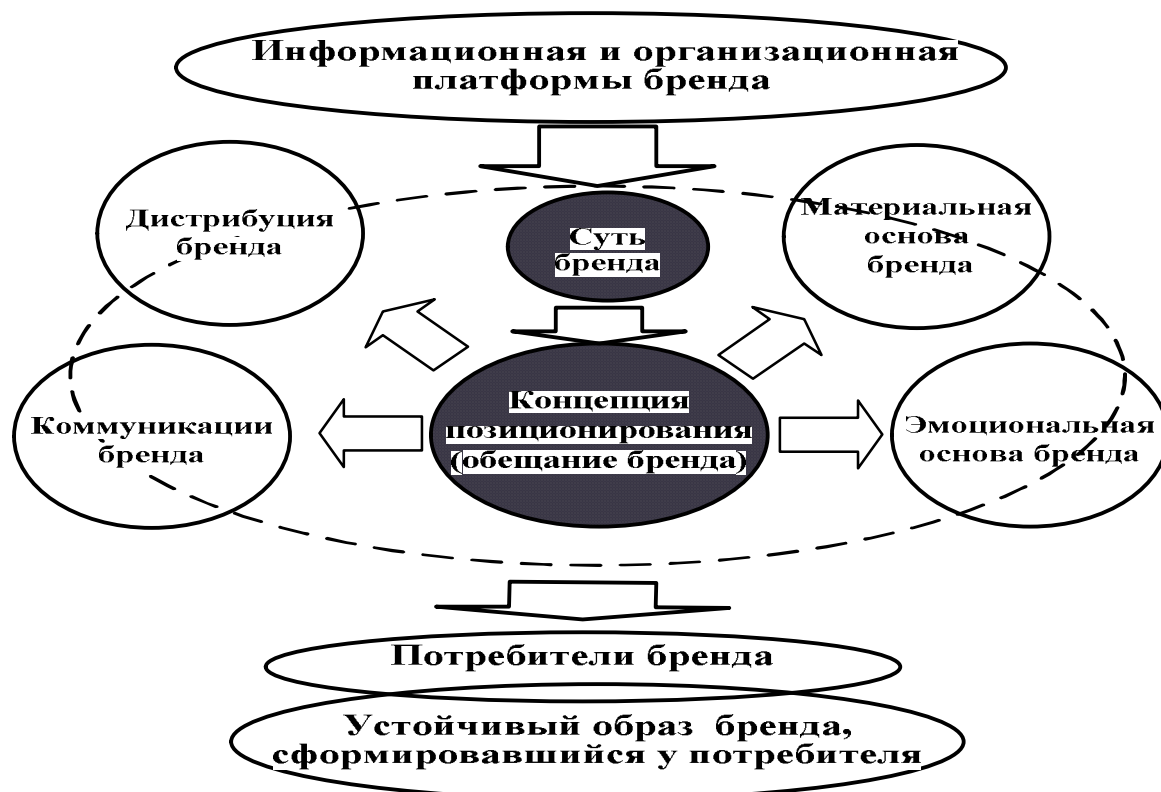 Информационная и организационная
платформы бренда
Дистрибуция
бренда
Суть
бренда
Материальная
основа
бренда
Коммуникации
бренда
Концепция
позиционирования
(обещание бренда)
Эмоциональная
основа бренда
Потребители бренда
Устойчивый образ бренда,
сформировавшийся у потребителя